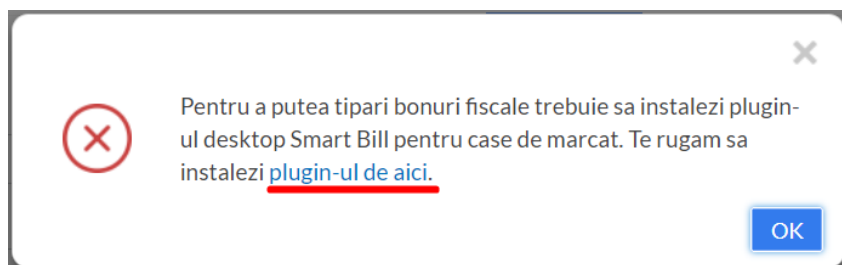 Pentru a putea tipari bonuri fiscale trebuie sa instalezi plugin-
ul desktop Smart Bill pentru case de marcat. Te rugam sa
instalezi plugin-ul de aici.
OK